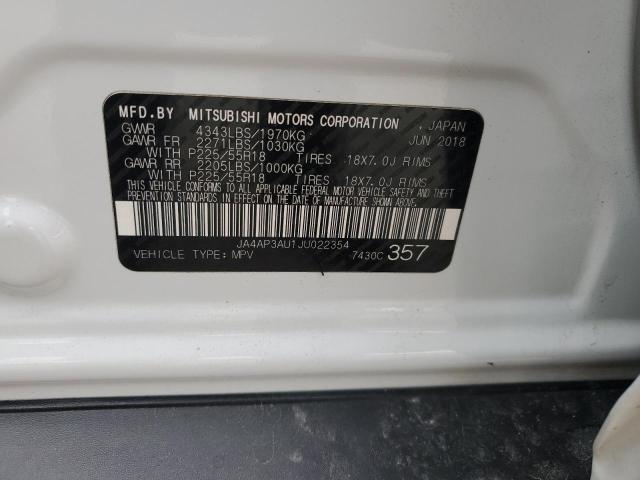 MFD.BY MITSUBISHI MOTORS CORPORATION , JAPAN
GVWR 4343LBS/1970KG JUN 2018
GAWR FR 2271LBS/1030KG
WITH P225/55R18 TIRES 18X7.0J RIMS
GAWR RR 2205LBS/1000KG
WITH P225/55R18 TIRES 18X7.0J RIMS
THIS VEHICLE CONFORMS TO ALL APPLICABLE FEDERAL MOTOR VEHICLE SAFETY AND THEFT
PREVENTION STANDARDS IN EFFECT ON THE DATE OF MANUFACTURE SHOWN ABOVE.
JA4AP3AU1JU022354
VEHICLE TYPE: MPV 7430C 357